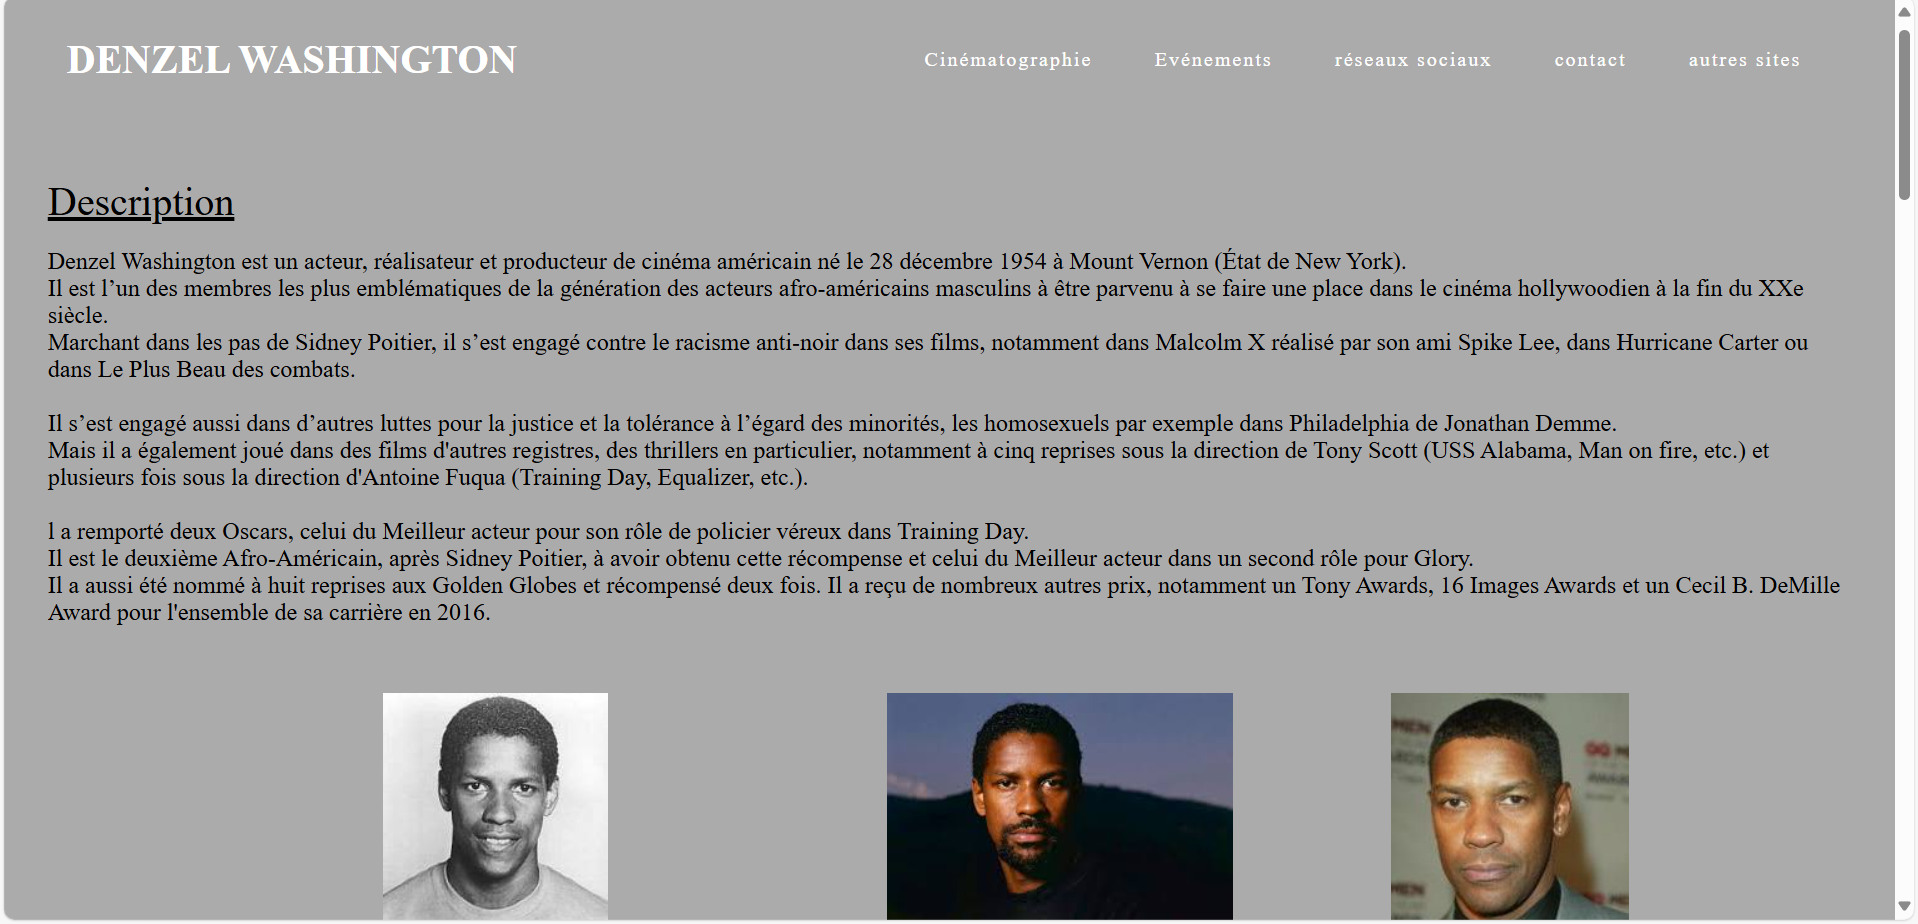 DENZEL WASHINGTON
Cinématographie
Evénements
réseaux sociaux
contact
autres sites
Description
Denzel Washington est un acteur, réalisateur et producteur de cinéma américain né le 28 décembre 1954 à Mount Vernon (État de New York).
Il est l’un des membres les plus emblématiques de la génération des acteurs afro-américains masculins à être parvenu à se faire une place dans le cinéma hollywoodien à la fin du XXe
siècle.
Marchant dans les pas de Sidney Poitier, il s’est engagé contre le racisme anti-noir dans ses films, notamment dans Malcolm X réalisé par son ami Spike Lee, dans Hurricane Carter ou
dans Le Plus Beau des combats.
Il s’est engagé aussi dans d’autres luttes pour la justice et la tolérance à l’égard des minorités, les homosexuels par exemple dans Philadelphia de Jonathan Demme.
Mais il a également joué dans des films d'autres registres, des thrillers en particulier, notamment à cinq reprises sous la direction de Tony Scott (USS Alabama, Man on fire, etc.) et
plusieurs fois sous la direction d'Antoine Fuqua (Training Day, Equalizer, etc.).
l a remporté deux Oscars, celui du Meilleur acteur pour son rôle de policier véreux dans Training Day.
Il est le deuxième Afro-Américain, après Sidney Poitier, à avoir obtenu cette récompense et celui du Meilleur acteur dans un second rôle pour Glory.
Il a aussi été nommé à huit reprises aux Golden Globes et récompensé deux fois. Il a reçu de nombreux autres prix, notamment un Tony Awards, 16 Images Awards et un Cecil B. DeMille
Award pour l'ensemble de sa carrière en 2016.